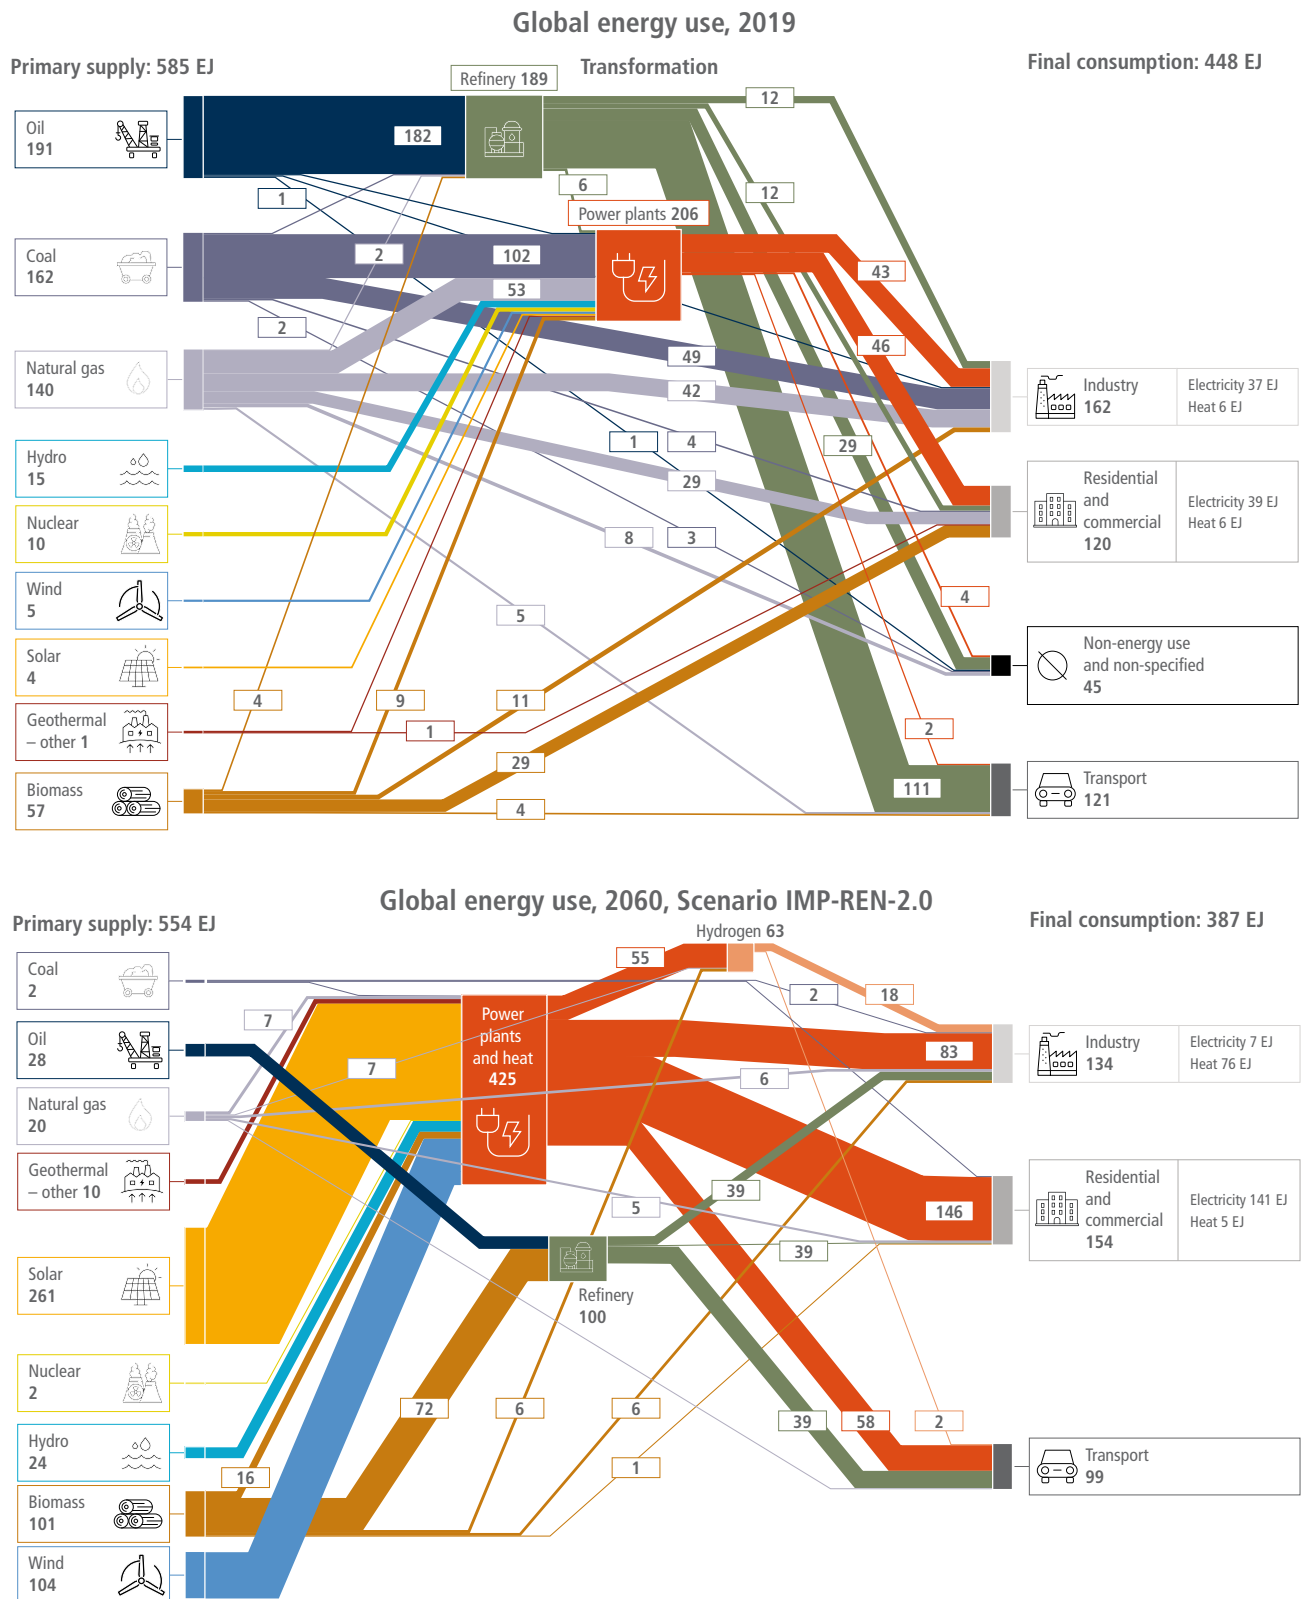 Global energy use, 2019
Primary supply: 585 EJ
Transformation
Final consumption: 448 EJ
Refinery 189
12
Oil
191
182
6
12
1
Power plants 206
Coal
162
2
102
43
53
2
46
49
Natural gas
140
42
Industry
162
Electricity 37 EJ
Heat 6 EJ
1
4
29
Hydro
15
29
Residential
and
commercial
120
Electricity 39 EJ
Heat 6 EJ
Nuclear
10
8
3
Wind
5
5
4
Solar
4
Non-energy use
and non-specified
45
4
9
11
Geothermal
– other 1
1
2
29
Biomass
57
4
111
Transport
121
Global energy use, 2060, Scenario IMP-REN-2.0
Primary supply: 554 EJ
Final consumption: 387 EJ
Hydrogen 63
55
Coal
2
2
18
7
Power
plants
and heat
425
Oil
28
83
Industry
134
Electricity 7 EJ
Heat 76 EJ
7
6
Natural gas
20
Geothermal
– other 10
39
5
146
Residential
and
commercial
154
Electricity 141 EJ
Heat 5 EJ
39
Solar
261
Refinery
100
Nuclear
2
72
6
6
39
58
2
Hydro
24
16
1
Transport
99
Biomass
101
Wind
104